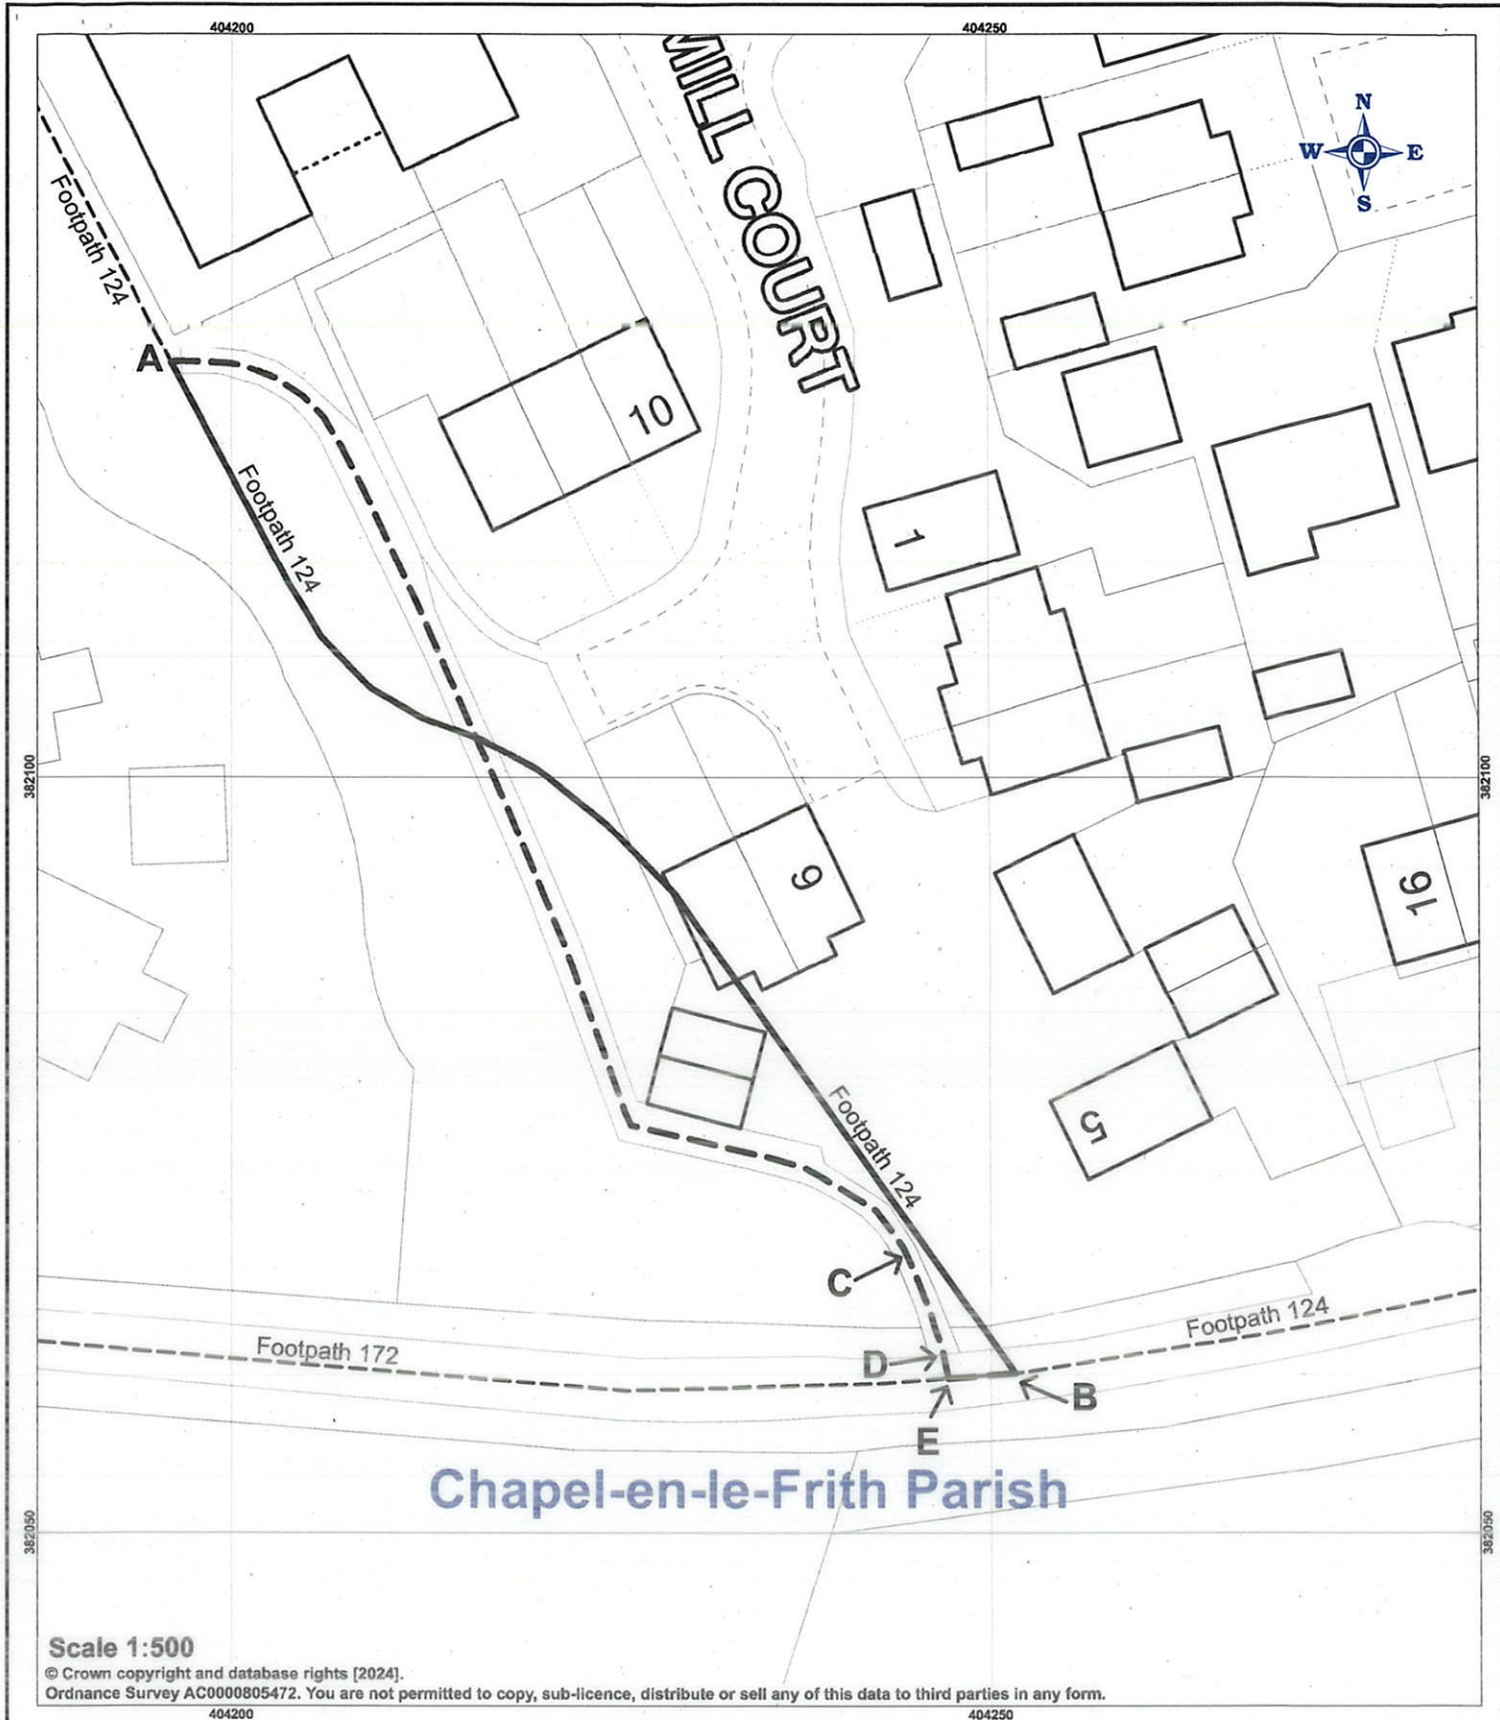 404200
404250
MILL COURT
N
W E
S
Footpath 124
A
10
Footpath 124
1
382100
382100
9
16
5
Footpath 124
C
Footpath 124
Footpath 172
D
B
E
Chapel-en-le-Frith Parish
382050
382050
Scale 1:500
© Crown copyright and database rights [2024].
Ordnance Survey AC0000805472. You are not permitted to copy, sub-licence, distribute or sell any of this data to third parties in any form.
404200
404250